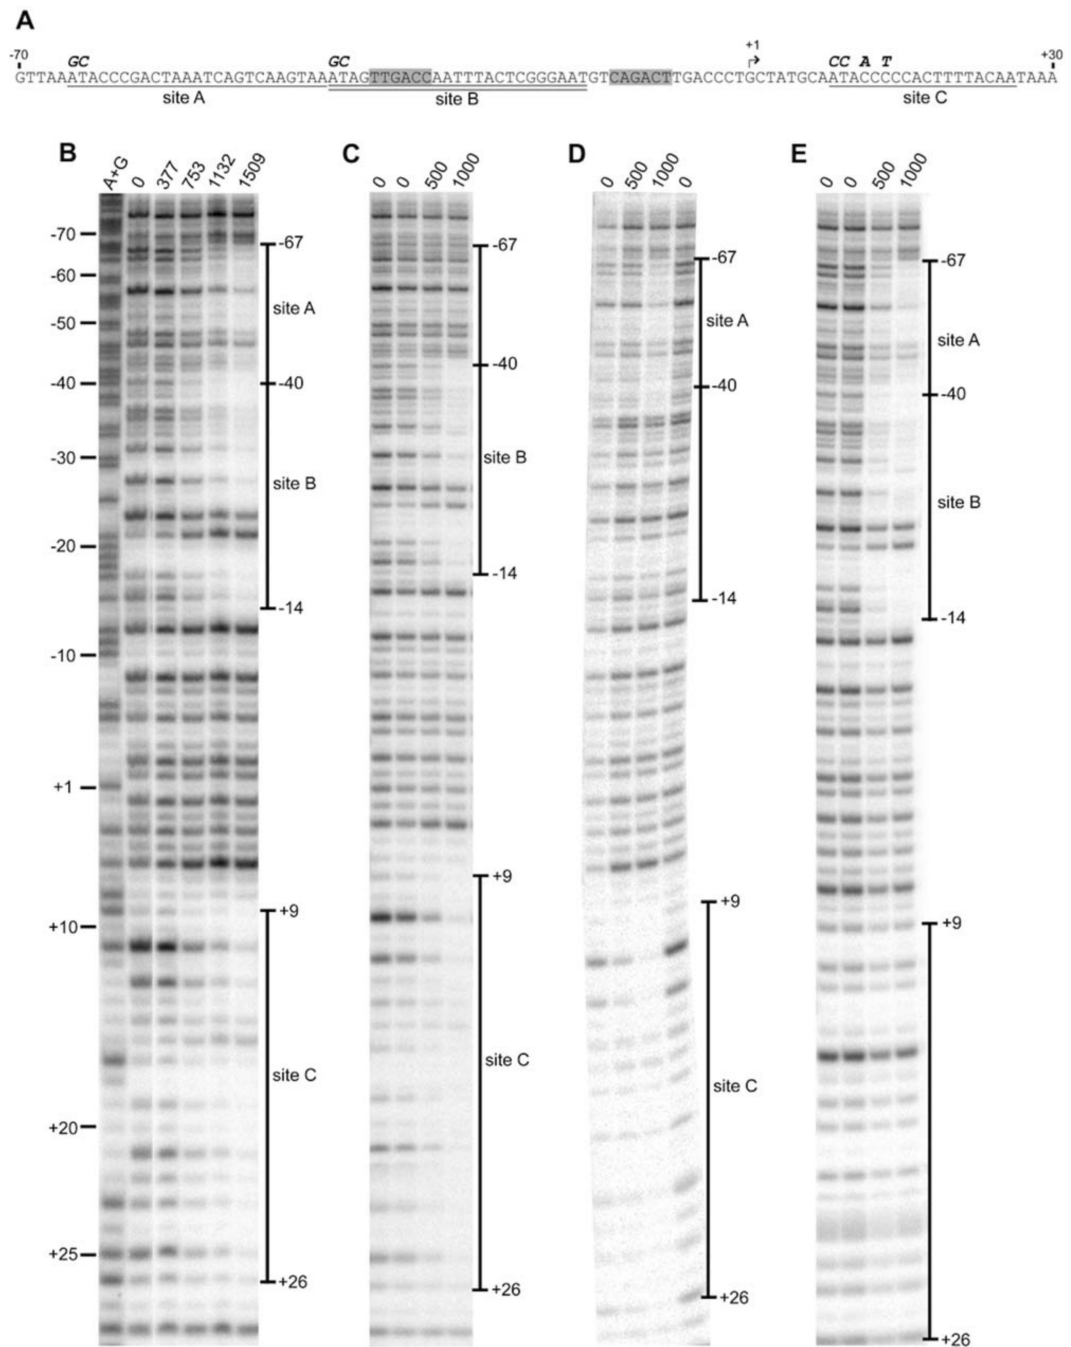 A
-70 GC GC +1 CC A T +30
GTTAAATACCCGACTAAATCAGTCAAGTAAATAGTTGACCAATTTACTCGGGAATGTCAGACTTGACCCTGCTATGCAATACCCCCACTTTTACAATAAA
site A site B site C
B
A+G 0 377 753 1132 1509
-70
-60
-50
-40
-30
-20
-10
+1
+10
+20
+25
-67
site A
-40
site B
-14
+9
site C
+26
C
0 0 500 1000
-67
site A
-40
site B
-14
+9
site C
+26
D
0 500 1000 0
-67
site A
-40
-14
+9
site C
+26
E
0 0 500 1000
-67
site A
-40
site B
-14
+9
+26